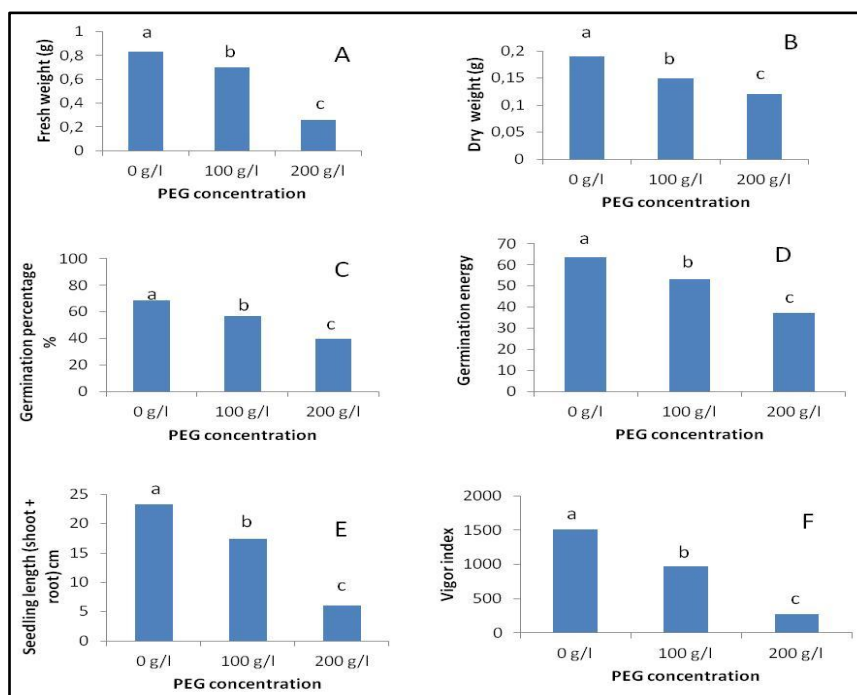 Fresh weight (g)
1
0,8
0,6
0,4
0,2
0
a
b
c
A
0 g/l 100 g/l 200 g/l
PEG concentration
Dry weight (g)
0,2
0,15
0,1
0,05
0
a
b
c
B
0 g/l 100 g/l 200 g/l
PEG concentration
Germination percentage
%
100
80
60
40
20
0
a
b
c
C
0 g/l 100 g/l 200 g/l
PEG concentration
Germination energy
70
60
50
40
30
20
10
0
a
b
c
D
0 g/l 100 g/l 200 g/l
PEG concentration
Seedling length (shoot +
root) cm
25
20
15
10
5
0
a
b
c
E
0 g/l 100 g/l 200 g/l
PEG concentration
Vigor index
2000
1500
1000
500
0
a
b
c
F
0 g/l 100 g/l 200 g/l
PEG concentration